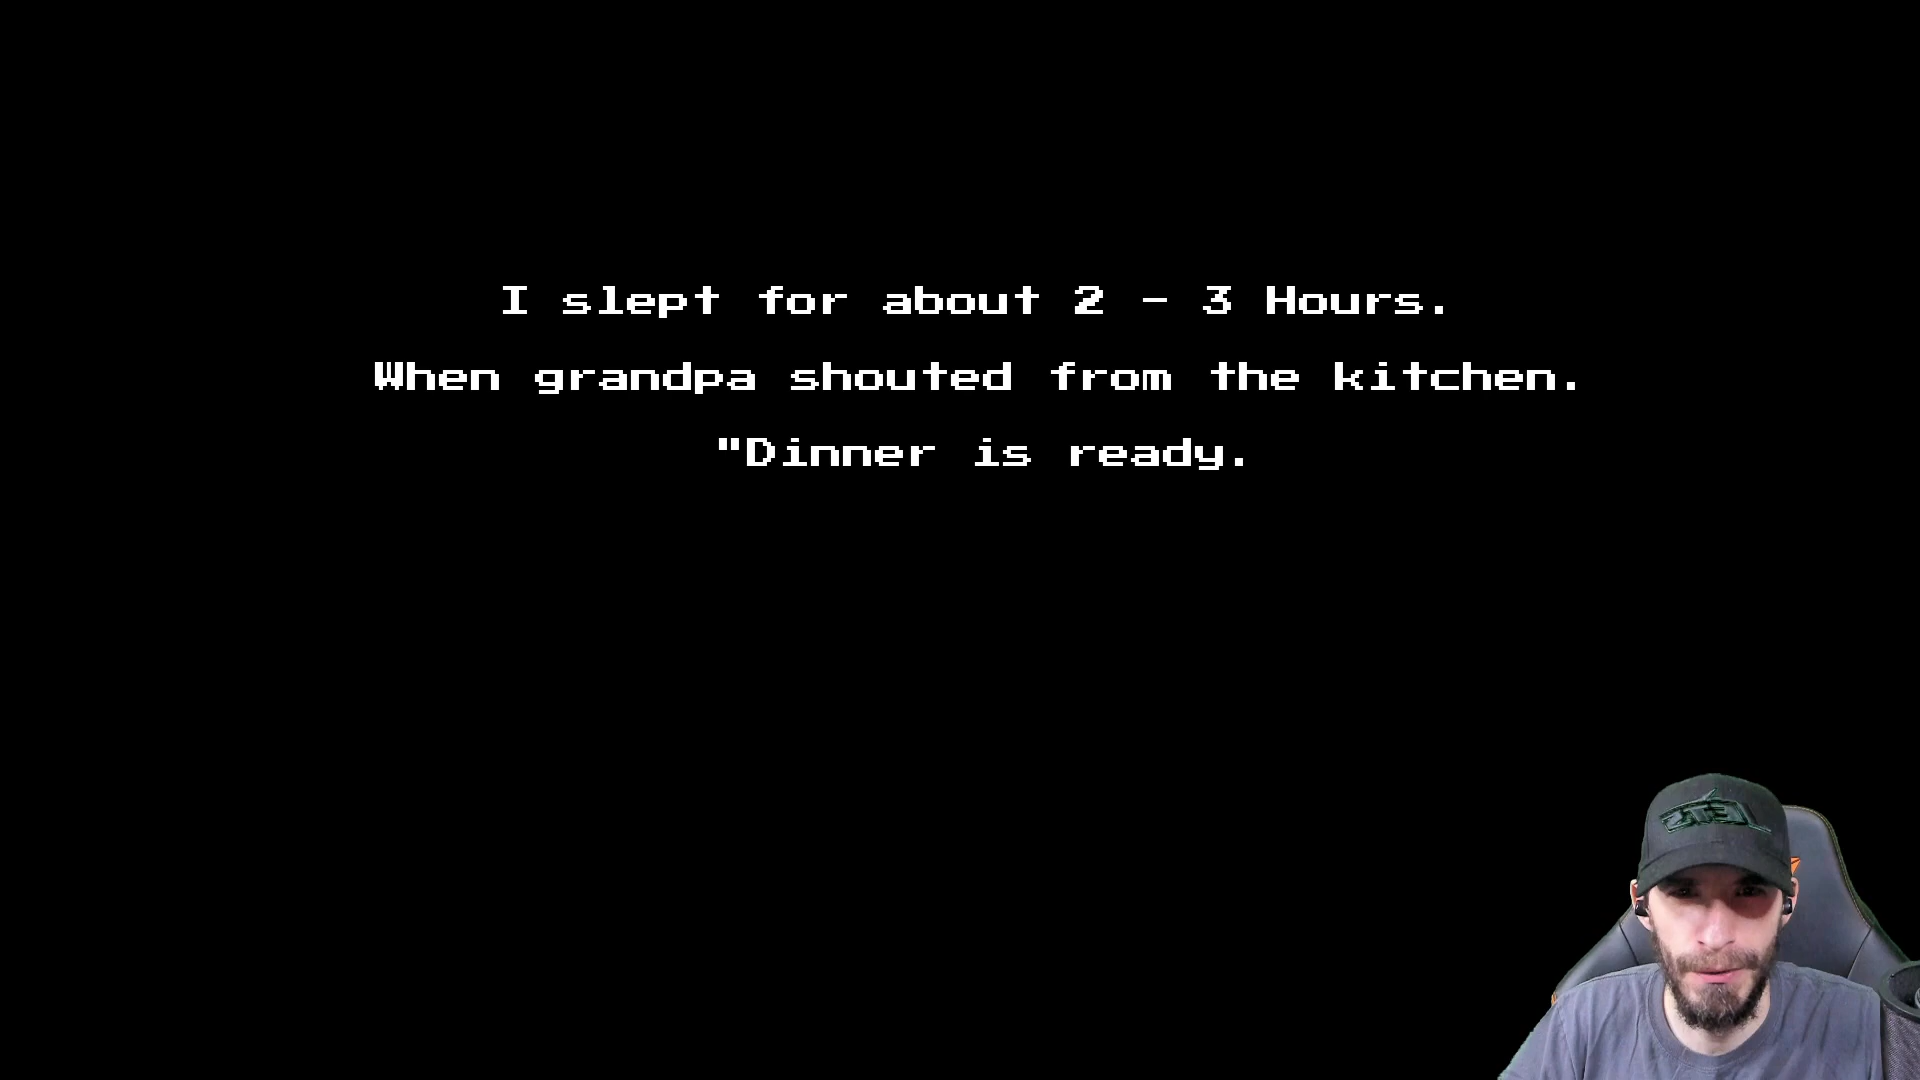 I slept for about 2 - 3 Hours.
When grandpa shouted from the kitchen.
"Dinner is ready.